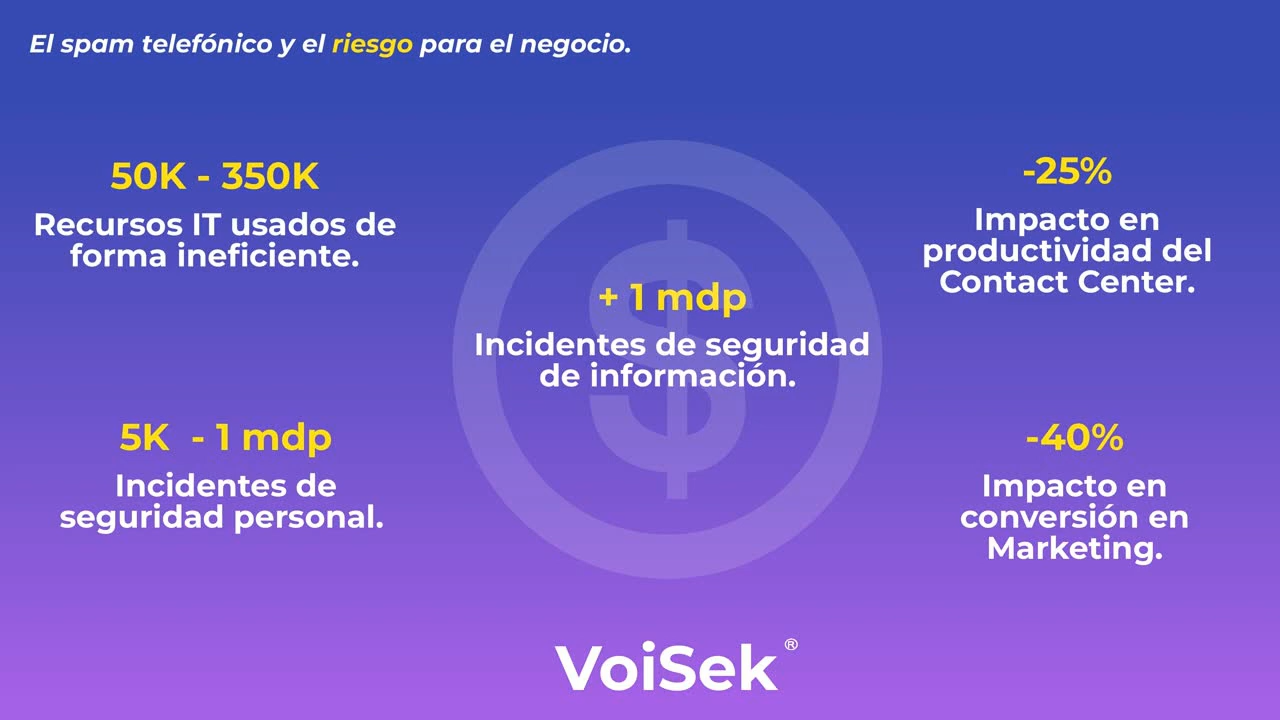 El spam telefónico y el riesgo para el negocio.
50K - 350K
Recursos IT usados de
forma ineficiente.
-25%
Impacto en
productividad del
Contact Center.
+ 1 mdp
Incidentes de seguridad
de información.
5K - 1 mdp
Incidentes de
seguridad personal.
-40%
Impacto en
conversión en
Marketing.
VoiSek®